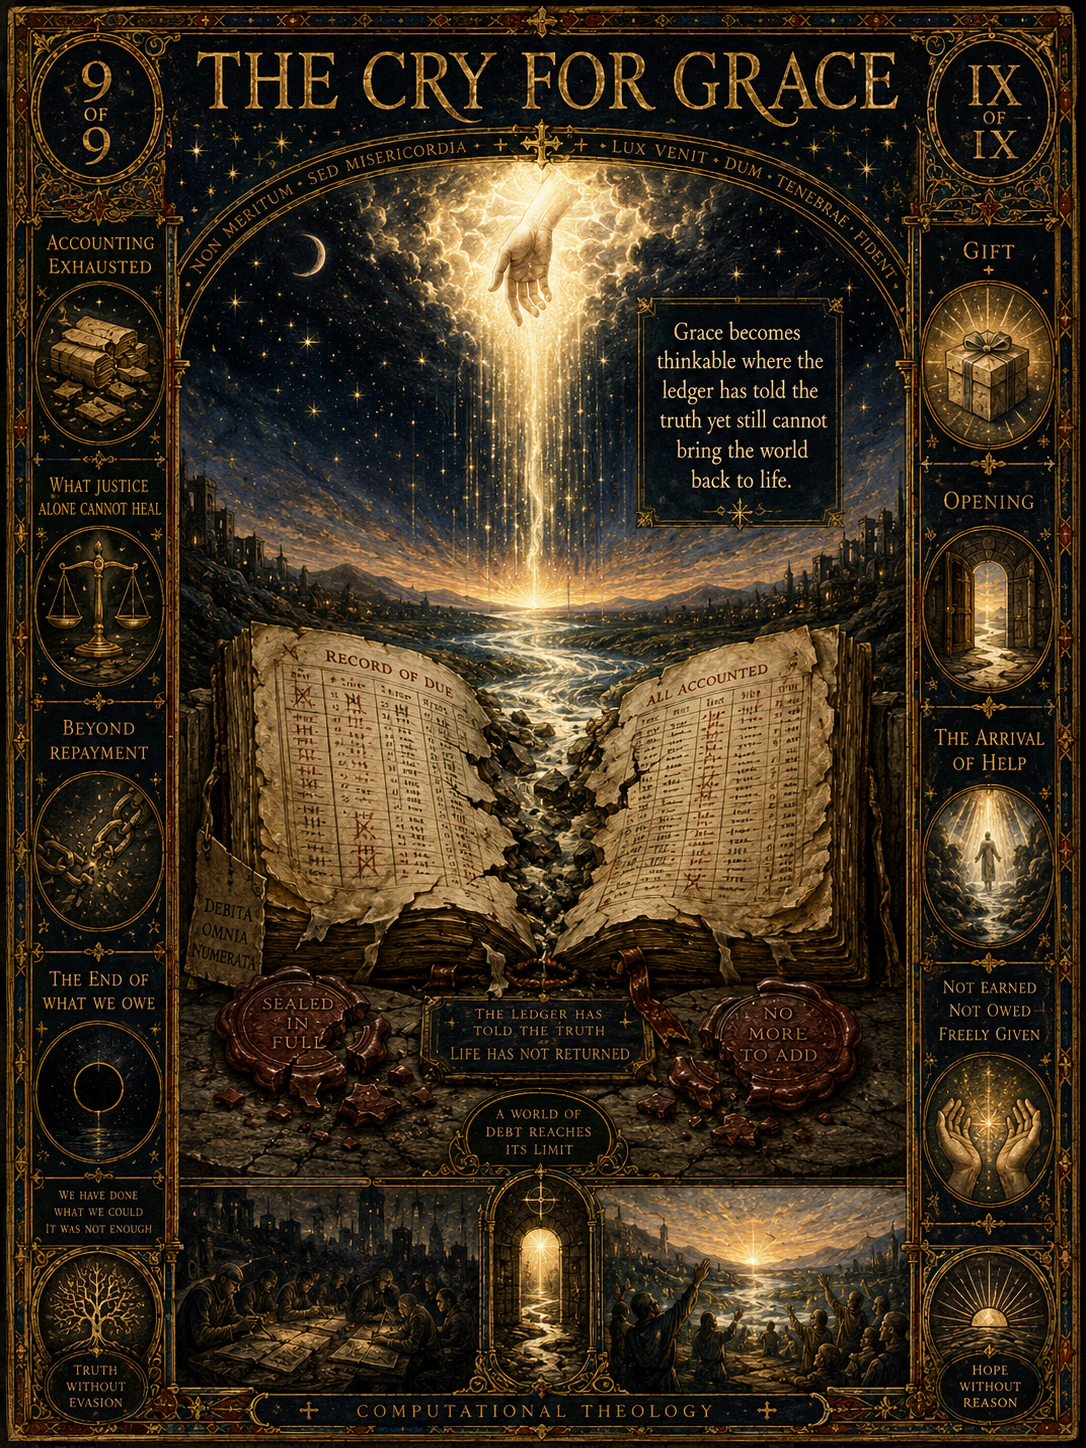 THE CRY FOR GRACE
9
OF
9
IX
OF
IX
NON MERITUM • SED MISERICORDIA • LUX VENIT • DUM • TENEBRAE • FIDENT
ACCOUNTING
EXHAUSTED
WHAT JUSTICE
ALONE CANNOT HEAL
BEYOND
REPAYMENT
THE END OF
WHAT WE OWE
WE HAVE DONE
WHAT WE COULD
IT WAS NOT ENOUGH
TRUTH
WITHOUT
EVASION
Grace becomes
thinkable where the
ledger has told the
truth yet still cannot
bring the world
back to life.
RECORD OF DUE
ALL ACCOUNTED
DEBITA
OMNIA
NUMERATA
SEALED
IN
FULL
THE LEDGER HAS
TOLD THE TRUTH
LIFE HAS NOT RETURNED
NO
MORE
TO ADD
A WORLD OF
DEBT REACHES
ITS LIMIT
GIFT
OPENING
THE ARRIVAL
OF HELP
NOT EARNED
NOT OWED
FREELY GIVEN
HOPE
WITHOUT
REASON
COMPUTATIONAL THEOLOGY